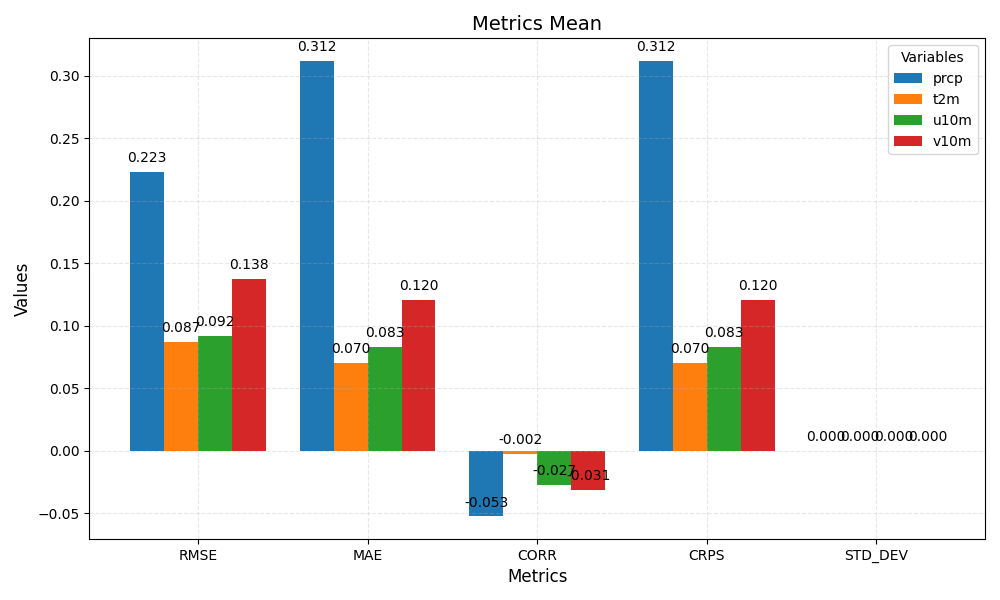 Metrics Mean
Values
0.30
0.25
0.20
0.15
0.10
0.05
0.00
−0.05
0.223
0.087
0.092
0.138
0.312
0.070
0.083
0.120
-0.053
-0.002
-0.027
-0.031
0.312
0.070
0.083
0.120
0.000
0.000
0.000
0.000
Variables
prcp
t2m
u10m
v10m
RMSE
MAE
CORR
CRPS
STD_DEV
Metrics